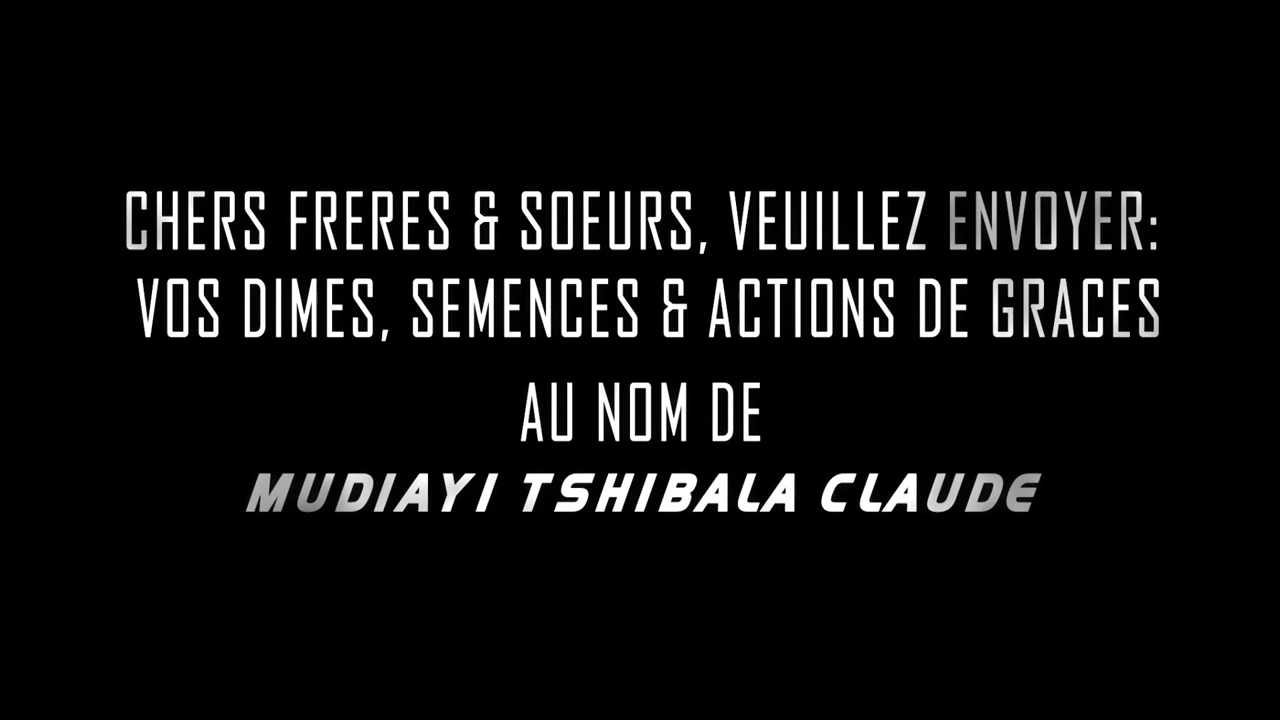 CHERS FRERES & SOEURS, VEUILLEZ ENVOYER:
VOS DIMES, SEMENCES & ACTIONS DE GRACES
AU NOM DE
MUDIAYI TSHIBALA CLAUDE